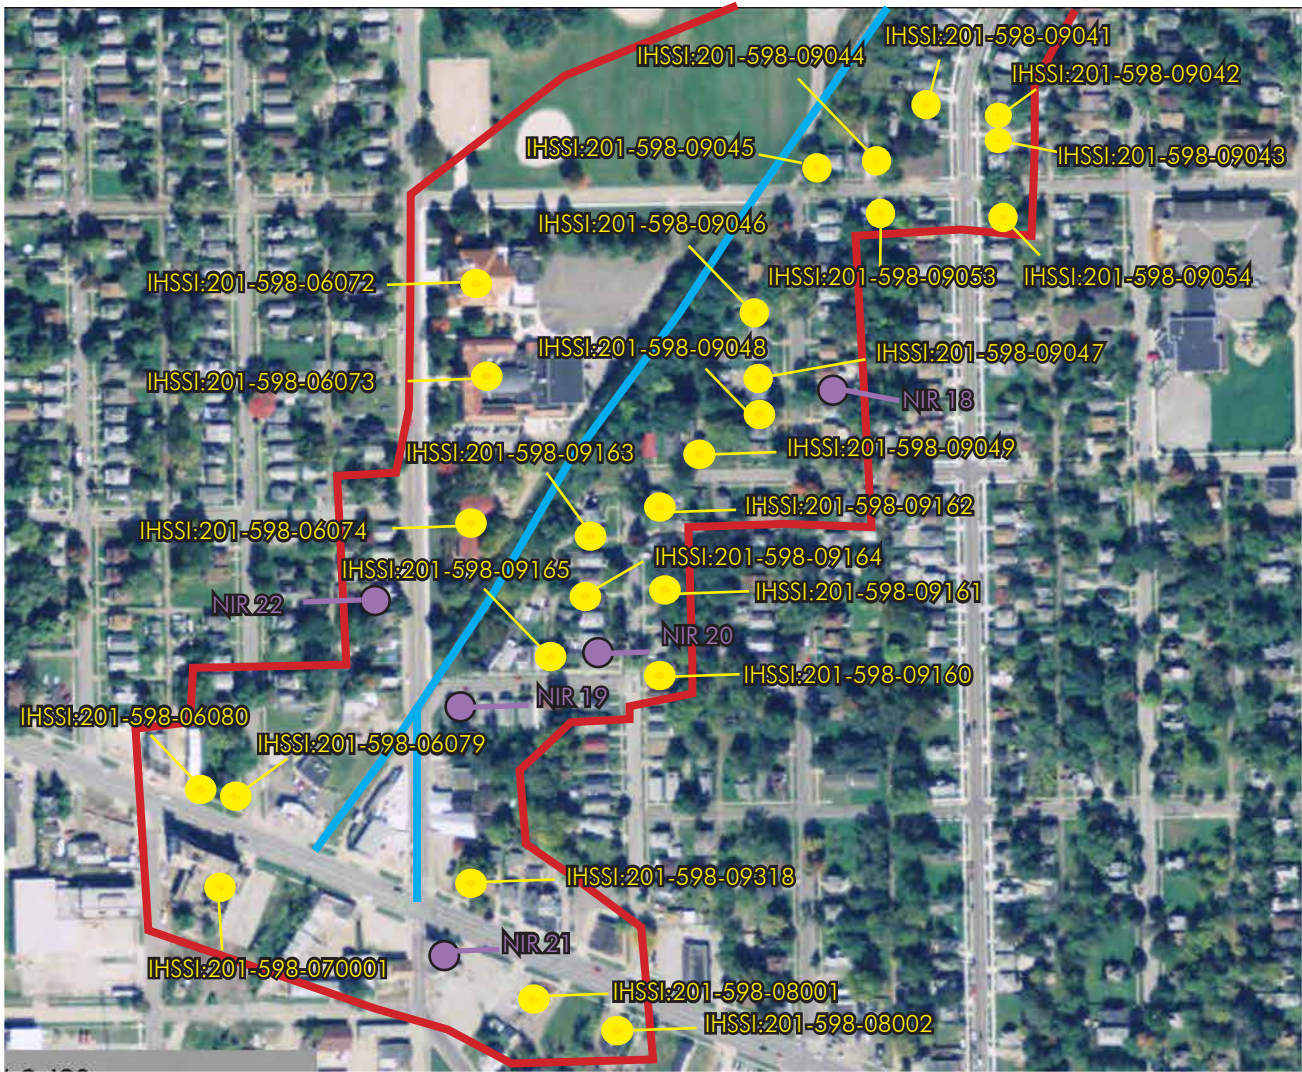 IHSSI:201-598-09041
IHSSI:201-598-09044
IHSSI:201-598-09042
IHSSI:201-598-09045
IHSSI:201-598-09043
IHSSI:201-598-09046
IHSSI:201-598-06072
IHSSI:201-598-09053
IHSSI:201-598-09054
IHSSI:201-598-09048
IHSSI:201-598-09047
IHSSI:201-598-06073
NIR 18
IHSSI:201-598-09163
IHSSI:201-598-09049
IHSSI:201-598-09162
IHSSI:201-598-06074
IHSSI:201-598-09164
IHSSI:201-598-09165
IHSSI:201-598-09161
NIR 22
NIR 20
IHSSI:201-598-09160
NIR 19
IHSSI:201-598-06080
IHSSI:201-598-06079
IHSSI:201-598-09318
NIR 21
IHSSI:201-598-070001
IHSSI:201-598-08001
IHSSI:201-598-08002